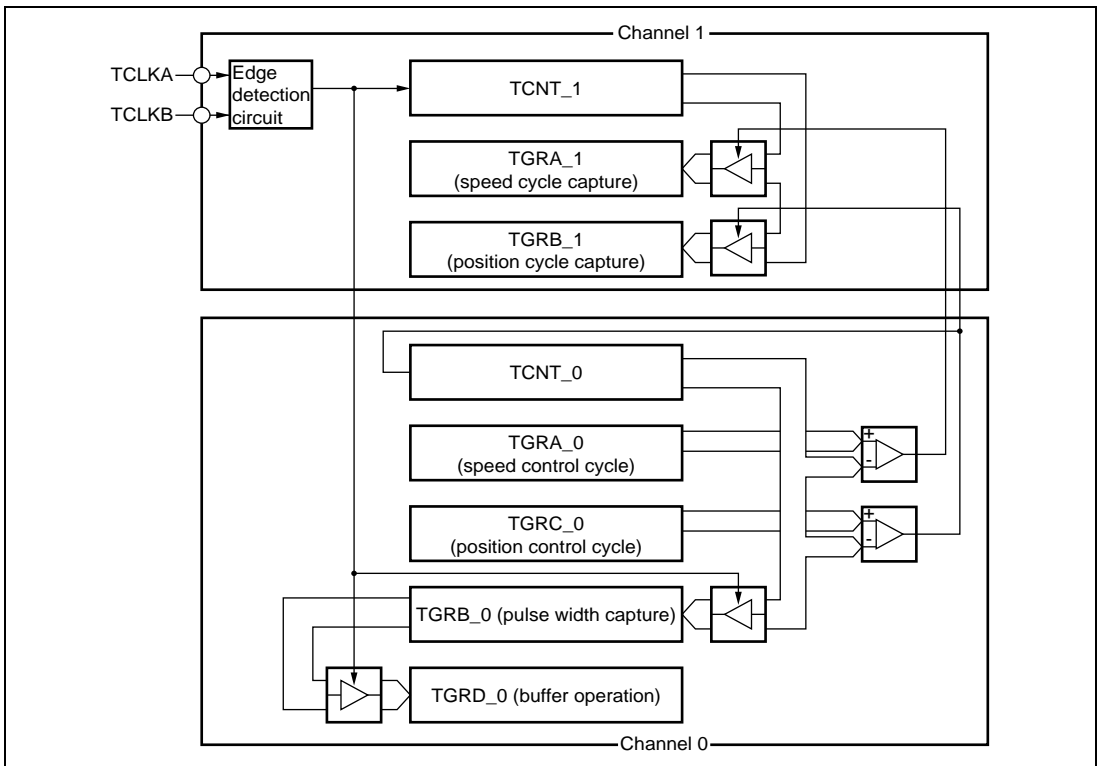 Channel 1
TCLKA
TCLKB
Edge
detection
circuit
TCNT_1
TGRA_1
(speed cycle capture)
TGRB_1
(position cycle capture)
TCNT_0
TGRA_0
(speed control cycle)
+
-
TGRC_0
(position control cycle)
+
-
TGRB_0 (pulse width capture)
TGRD_0 (buffer operation)
Channel 0